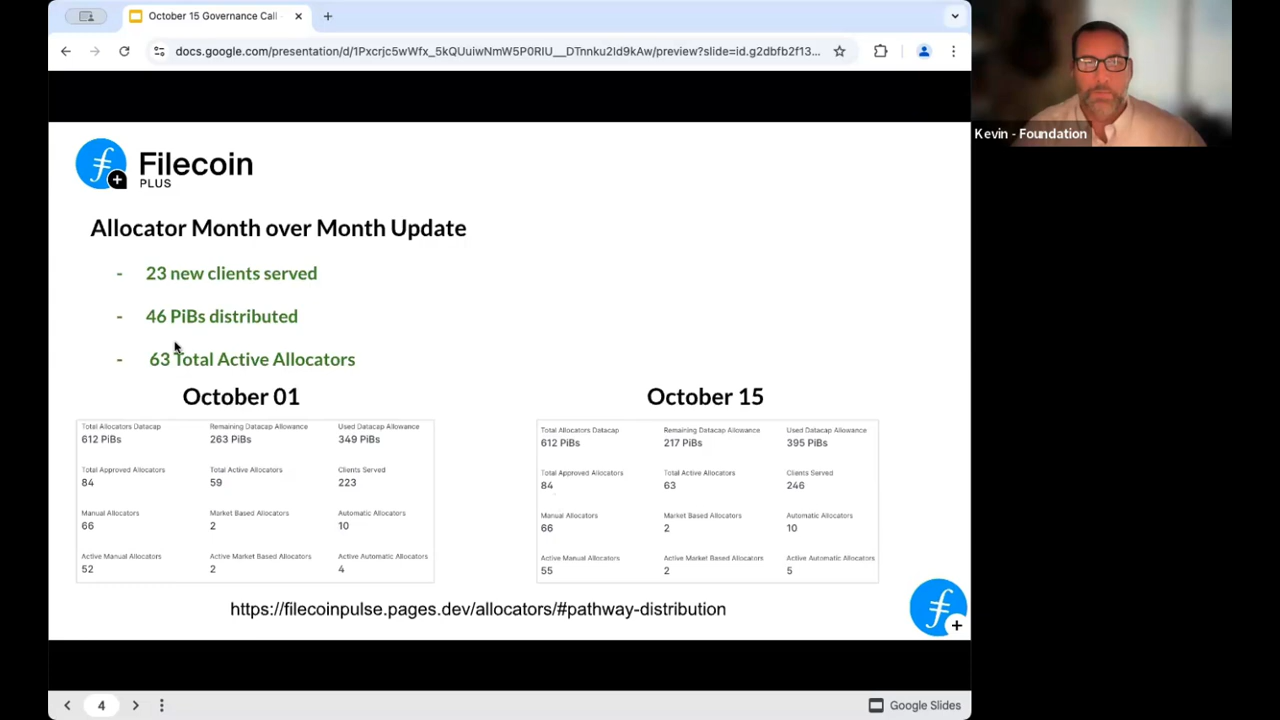 October 15 Governance Call
docs.google.com/presentation/d/1Pxcrjc5wWfx_5kQUuiwNmW5P0RIU__DTnnku2Id9kAw/preview?slide=id.g2dbfb2f13...
Kevin - Foundation
Filecoin
PLUS
Allocator Month over Month Update
- 23 new clients served
- 46 PiBs distributed
- 63 Total Active Allocators
October 01
Total Allocators Datacap Remaining Datacap Allowance Used Datacap Allowance
612 PiBs 263 PiBs 349 PiBs
Total Approved Allocators Total Active Allocators Clients Served
84 59 223
Manual Allocators Market Based Allocators Automatic Allocators
66 2 10
Active Manual Allocators Active Market Based Allocators Active Automatic Allocators
52 2 4
October 15
Total Allocators Datacap Remaining Datacap Allowance Used Datacap Allowance
612 PiBs 217 PiBs 395 PiBs
Total Approved Allocators Total Active Allocators Clients Served
84 63 246
Manual Allocators Market Based Allocators Automatic Allocators
66 2 10
Active Manual Allocators Active Market Based Allocators Active Automatic Allocators
55 2 5
https://filecoinpulse.pages.dev/allocators/#pathway-distribution
4
Google Slides